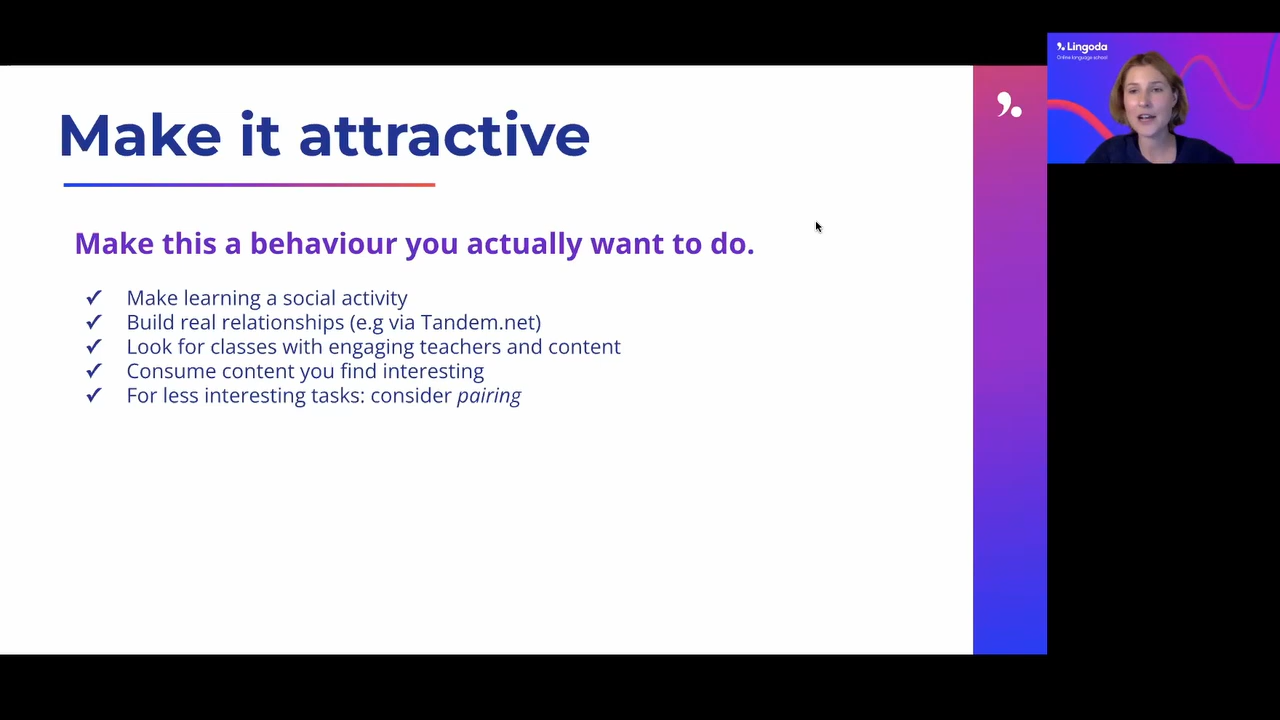 Make it attractive
Make this a behaviour you actually want to do.
✓ Make learning a social activity
✓ Build real relationships (e.g via Tandem.net)
✓ Look for classes with engaging teachers and content
✓ Consume content you find interesting
✓ For less interesting tasks: consider pairing
Lingoda
Online language school